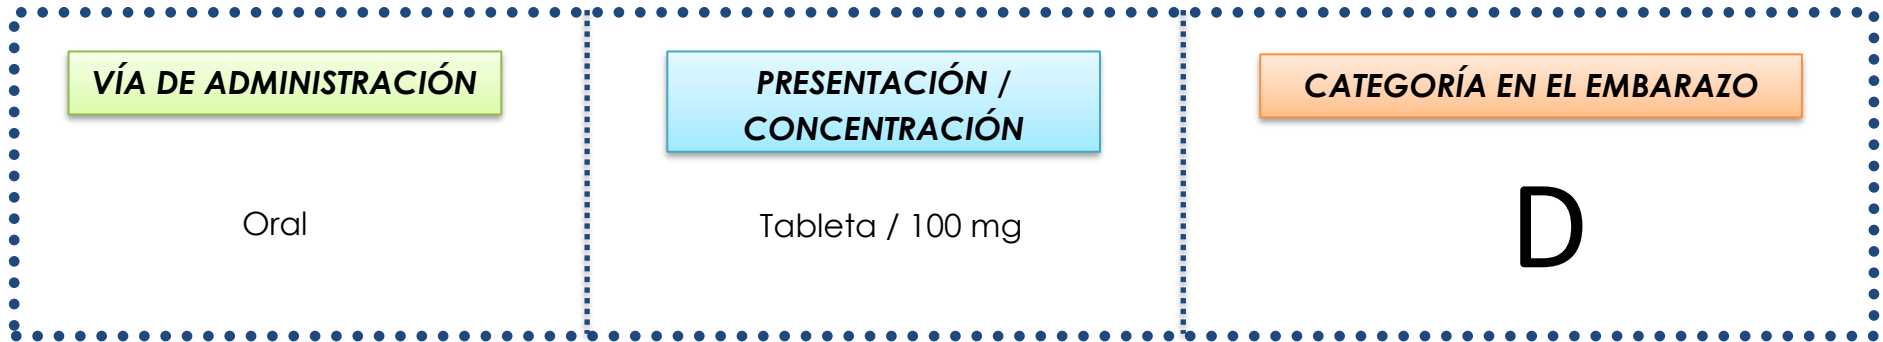 VÍA DE ADMINISTRACIÓN
Oral
PRESENTACIÓN /
CONCENTRACIÓN
Tableta / 100 mg
CATEGORÍA EN EL EMBARAZO
D